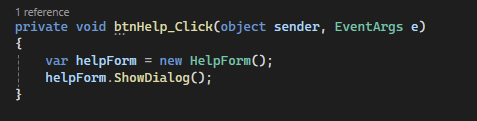 1 reference
private void btnHelp_Click(object sender, EventArgs e)
{
    var helpForm = new HelpForm();
    helpForm.ShowDialog();
}